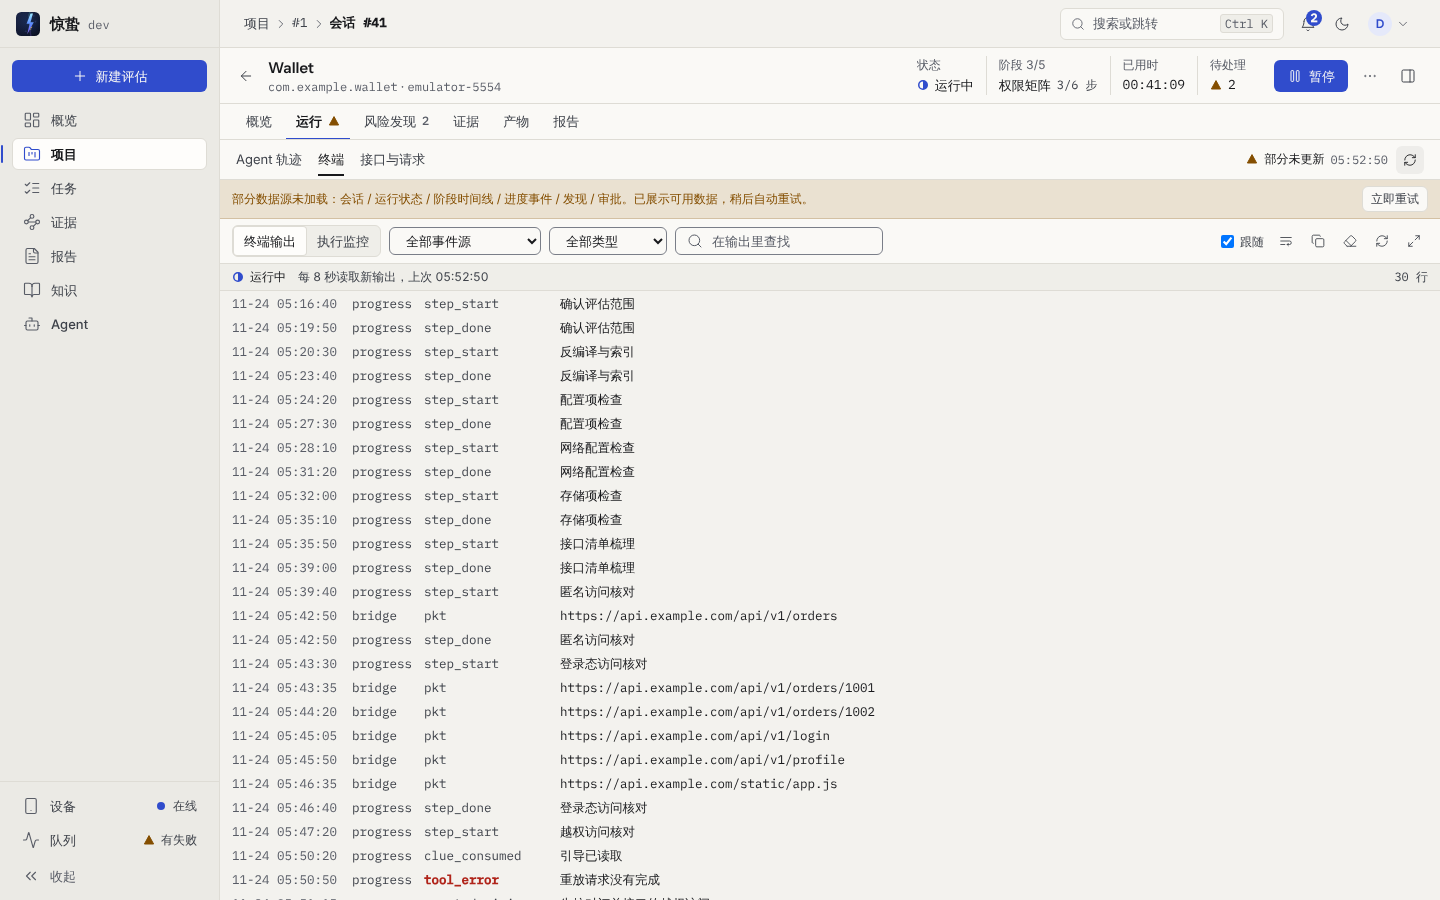 惊蛰 dev
项目 > #1 > 会话 #41
搜索或跳转 Ctrl K
2
D
新建评估
概览
项目
任务
证据
报告
知识
Agent
设备 在线
队列 有失败
收起
Wallet
com.example.wallet · emulator-5554
状态
运行中
阶段 3/5
权限矩阵 3/6 步
已用时
00:41:09
待处理
2
暂停
概览 运行 风险发现 2 证据 产物 报告
Agent 轨迹 终端 接口与请求
部分未更新 05:52:50
部分数据源未加载：会话 / 运行状态 / 阶段时间线 / 进度事件 / 发现 / 审批。已展示可用数据，稍后自动重试。
立即重试
终端输出 执行监控 全部事件源 全部类型 在输出里查找 跟随
运行中 每 8 秒读取新输出，上次 05:52:50 30 行
11-24 05:16:40 progress step_start 确认评估范围
11-24 05:19:50 progress step_done 确认评估范围
11-24 05:20:30 progress step_start 反编译与索引
11-24 05:23:40 progress step_done 反编译与索引
11-24 05:24:20 progress step_start 配置项检查
11-24 05:27:30 progress step_done 配置项检查
11-24 05:28:10 progress step_start 网络配置检查
11-24 05:31:20 progress step_done 网络配置检查
11-24 05:32:00 progress step_start 存储项检查
11-24 05:35:10 progress step_done 存储项检查
11-24 05:35:50 progress step_start 接口清单梳理
11-24 05:39:00 progress step_done 接口清单梳理
11-24 05:39:40 progress step_start 匿名访问核对
11-24 05:42:50 bridge pkt https://api.example.com/api/v1/orders
11-24 05:42:50 progress step_done 匿名访问核对
11-24 05:43:30 progress step_start 登录态访问核对
11-24 05:43:35 bridge pkt https://api.example.com/api/v1/orders/1001
11-24 05:44:20 bridge pkt https://api.example.com/api/v1/orders/1002
11-24 05:45:05 bridge pkt https://api.example.com/api/v1/login
11-24 05:45:50 bridge pkt https://api.example.com/api/v1/profile
11-24 05:46:35 bridge pkt https://api.example.com/static/app.js
11-24 05:46:40 progress step_done 登录态访问核对
11-24 05:47:20 progress step_start 越权访问核对
11-24 05:50:20 progress clue_consumed 引导已读取
11-24 05:50:50 progress tool_error 重放请求没有完成